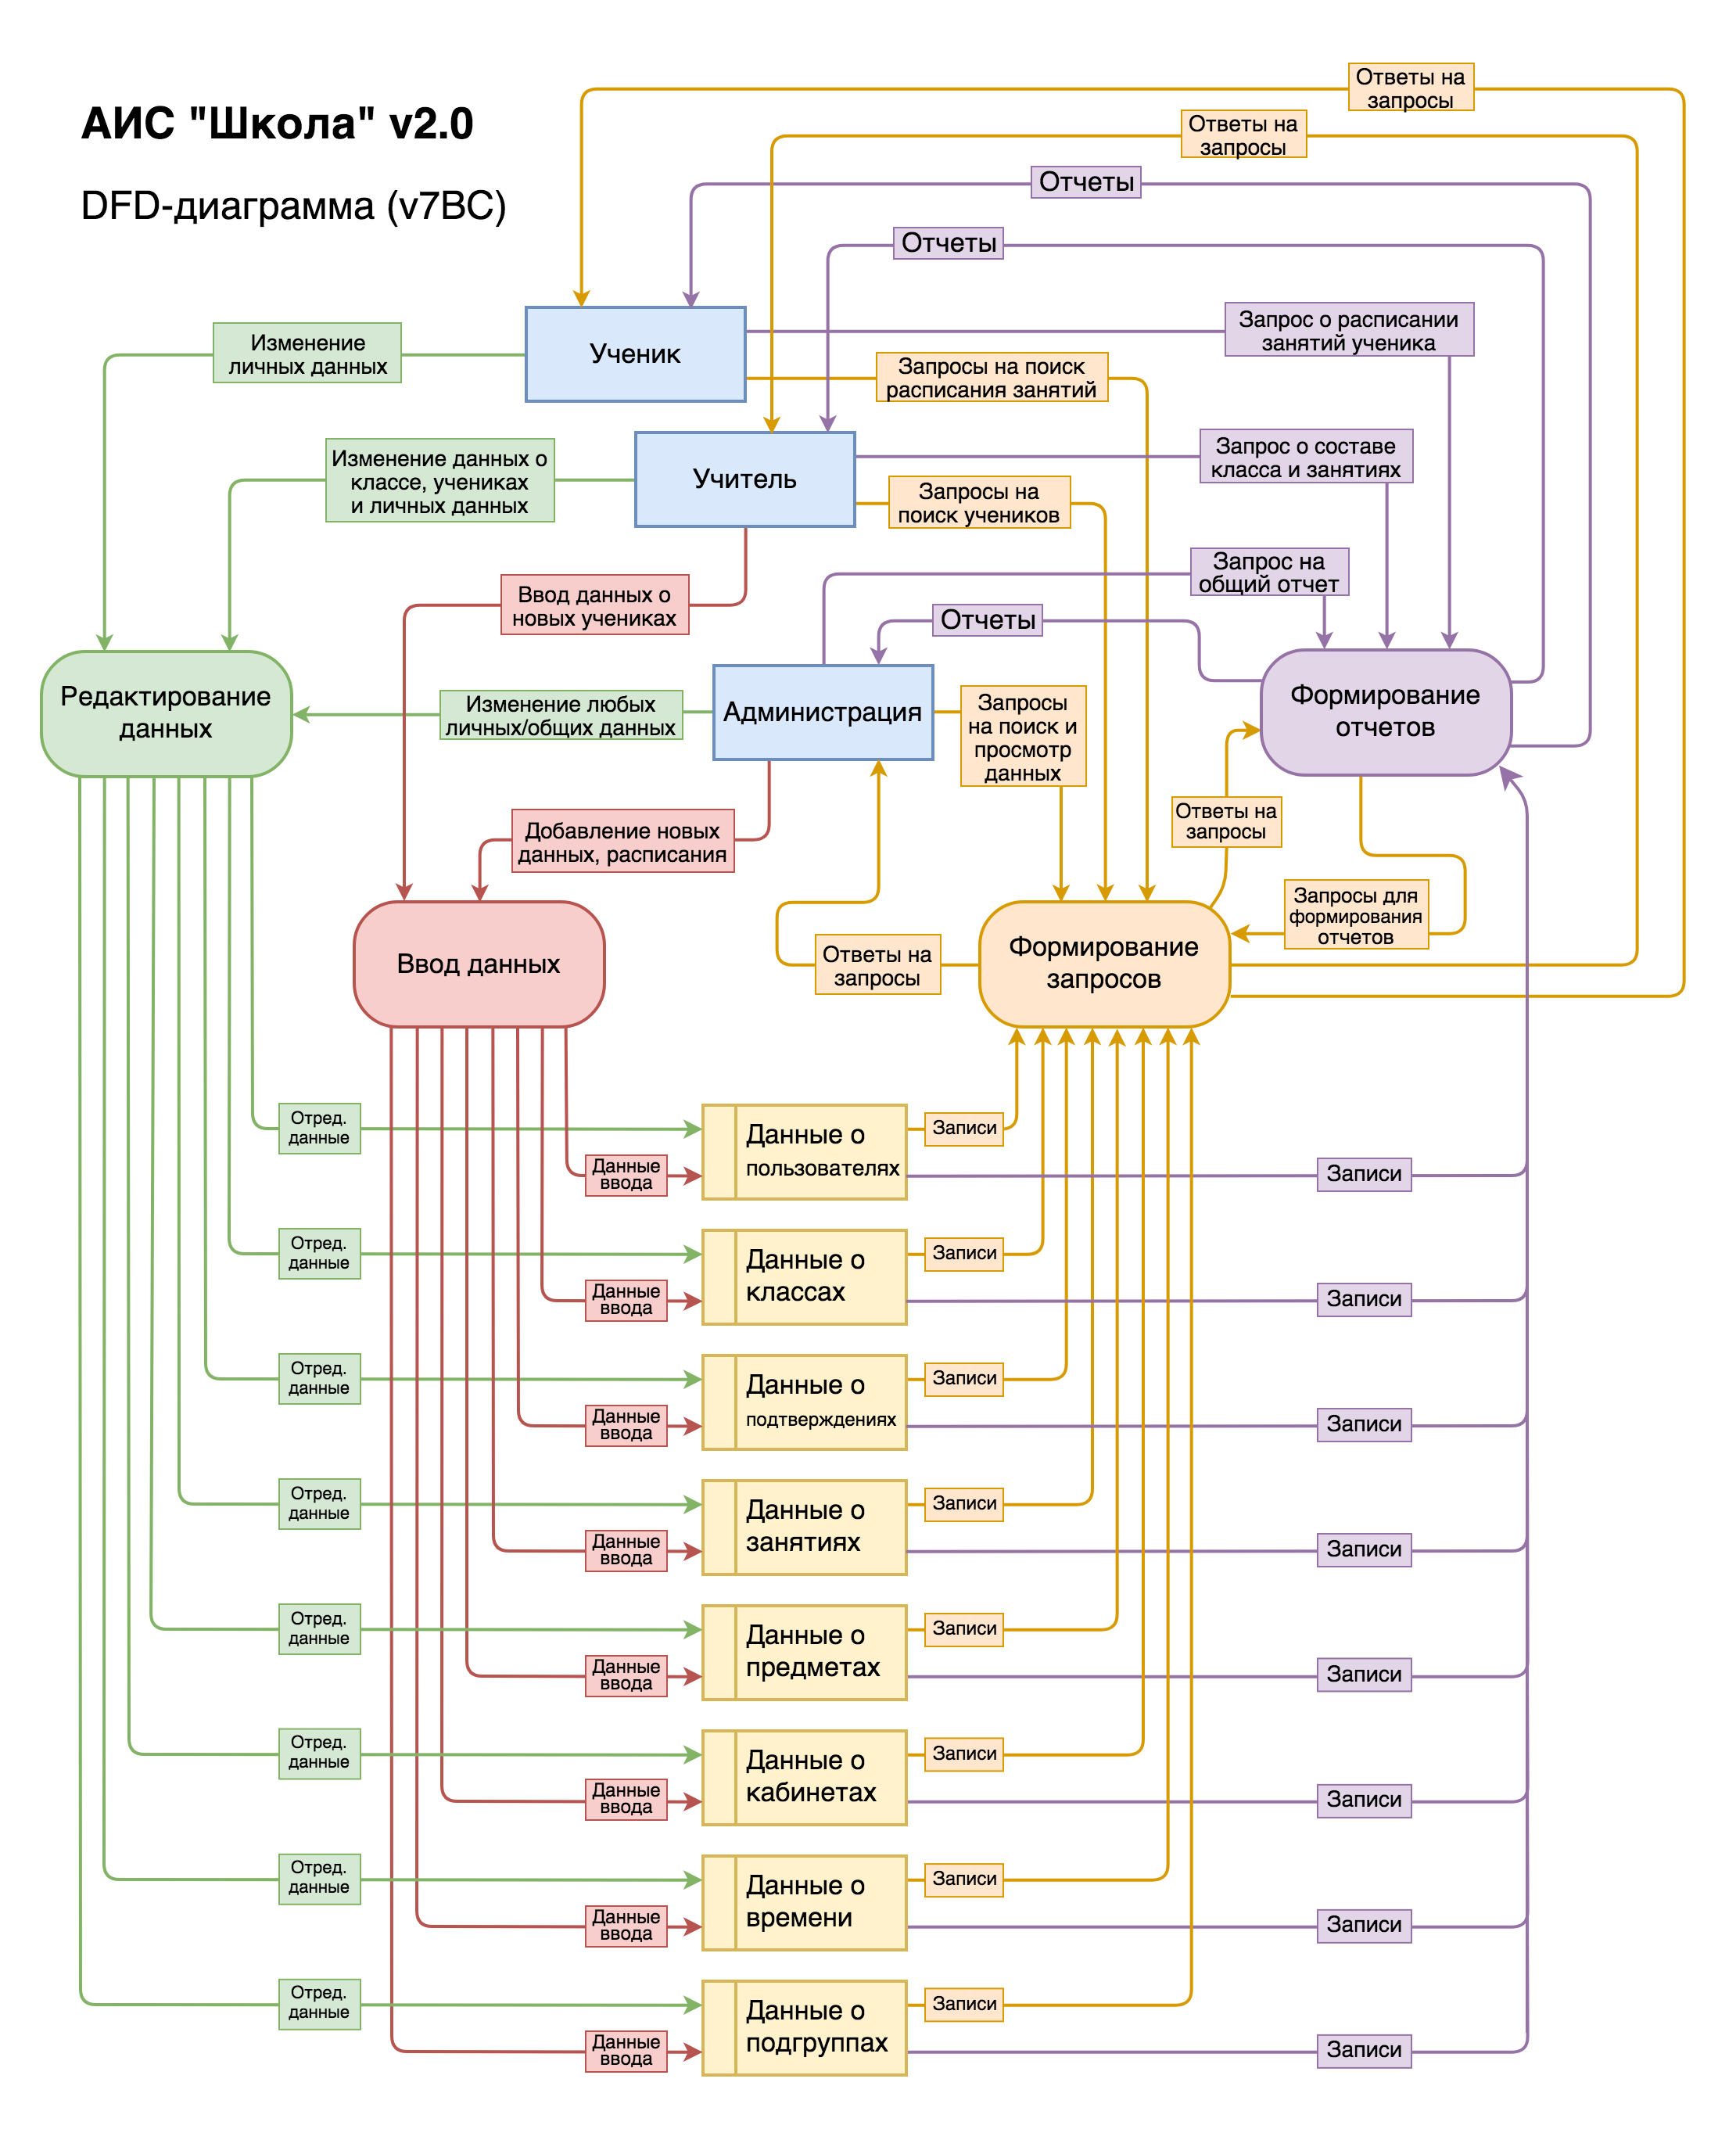 АИС "Школа" v2.0
DFD-диаграмма (v7BC)
Ответы на
запросы
Ответы на
запросы
Отчеты
Отчеты
Изменение
личных данных
Ученик
Запрос о расписании
занятий ученика
Запросы на поиск
расписания занятий
Изменение данных о
классе, учениках
и личных данных
Учитель
Запрос о составе
класса и занятиях
Запросы на
поиск учеников
Ввод данных о
новых учениках
Запрос на
общий отчет
Отчеты
Редактирование
данных
Изменение любых
личных/общих данных
Администрация
Запросы
на поиск и
просмотр
данных
Формирование
отчетов
Добавление новых
данных, расписания
Ответы на
запросы
Запросы для
формирования
отчетов
Ввод данных
Ответы на
запросы
Формирование
запросов
Отред.
данные
Данные
ввода
Данные о
пользователях
Записи
Записи
Отред.
данные
Данные
ввода
Данные о
классах
Записи
Записи
Отред.
данные
Данные
ввода
Данные о
подтверждениях
Записи
Записи
Отред.
данные
Данные
ввода
Данные о
занятиях
Записи
Записи
Отред.
данные
Данные
ввода
Данные о
предметах
Записи
Записи
Отред.
данные
Данные
ввода
Данные о
кабинетах
Записи
Записи
Отред.
данные
Данные
ввода
Данные о
времени
Записи
Записи
Отред.
данные
Данные
ввода
Данные о
подгруппах
Записи
Записи